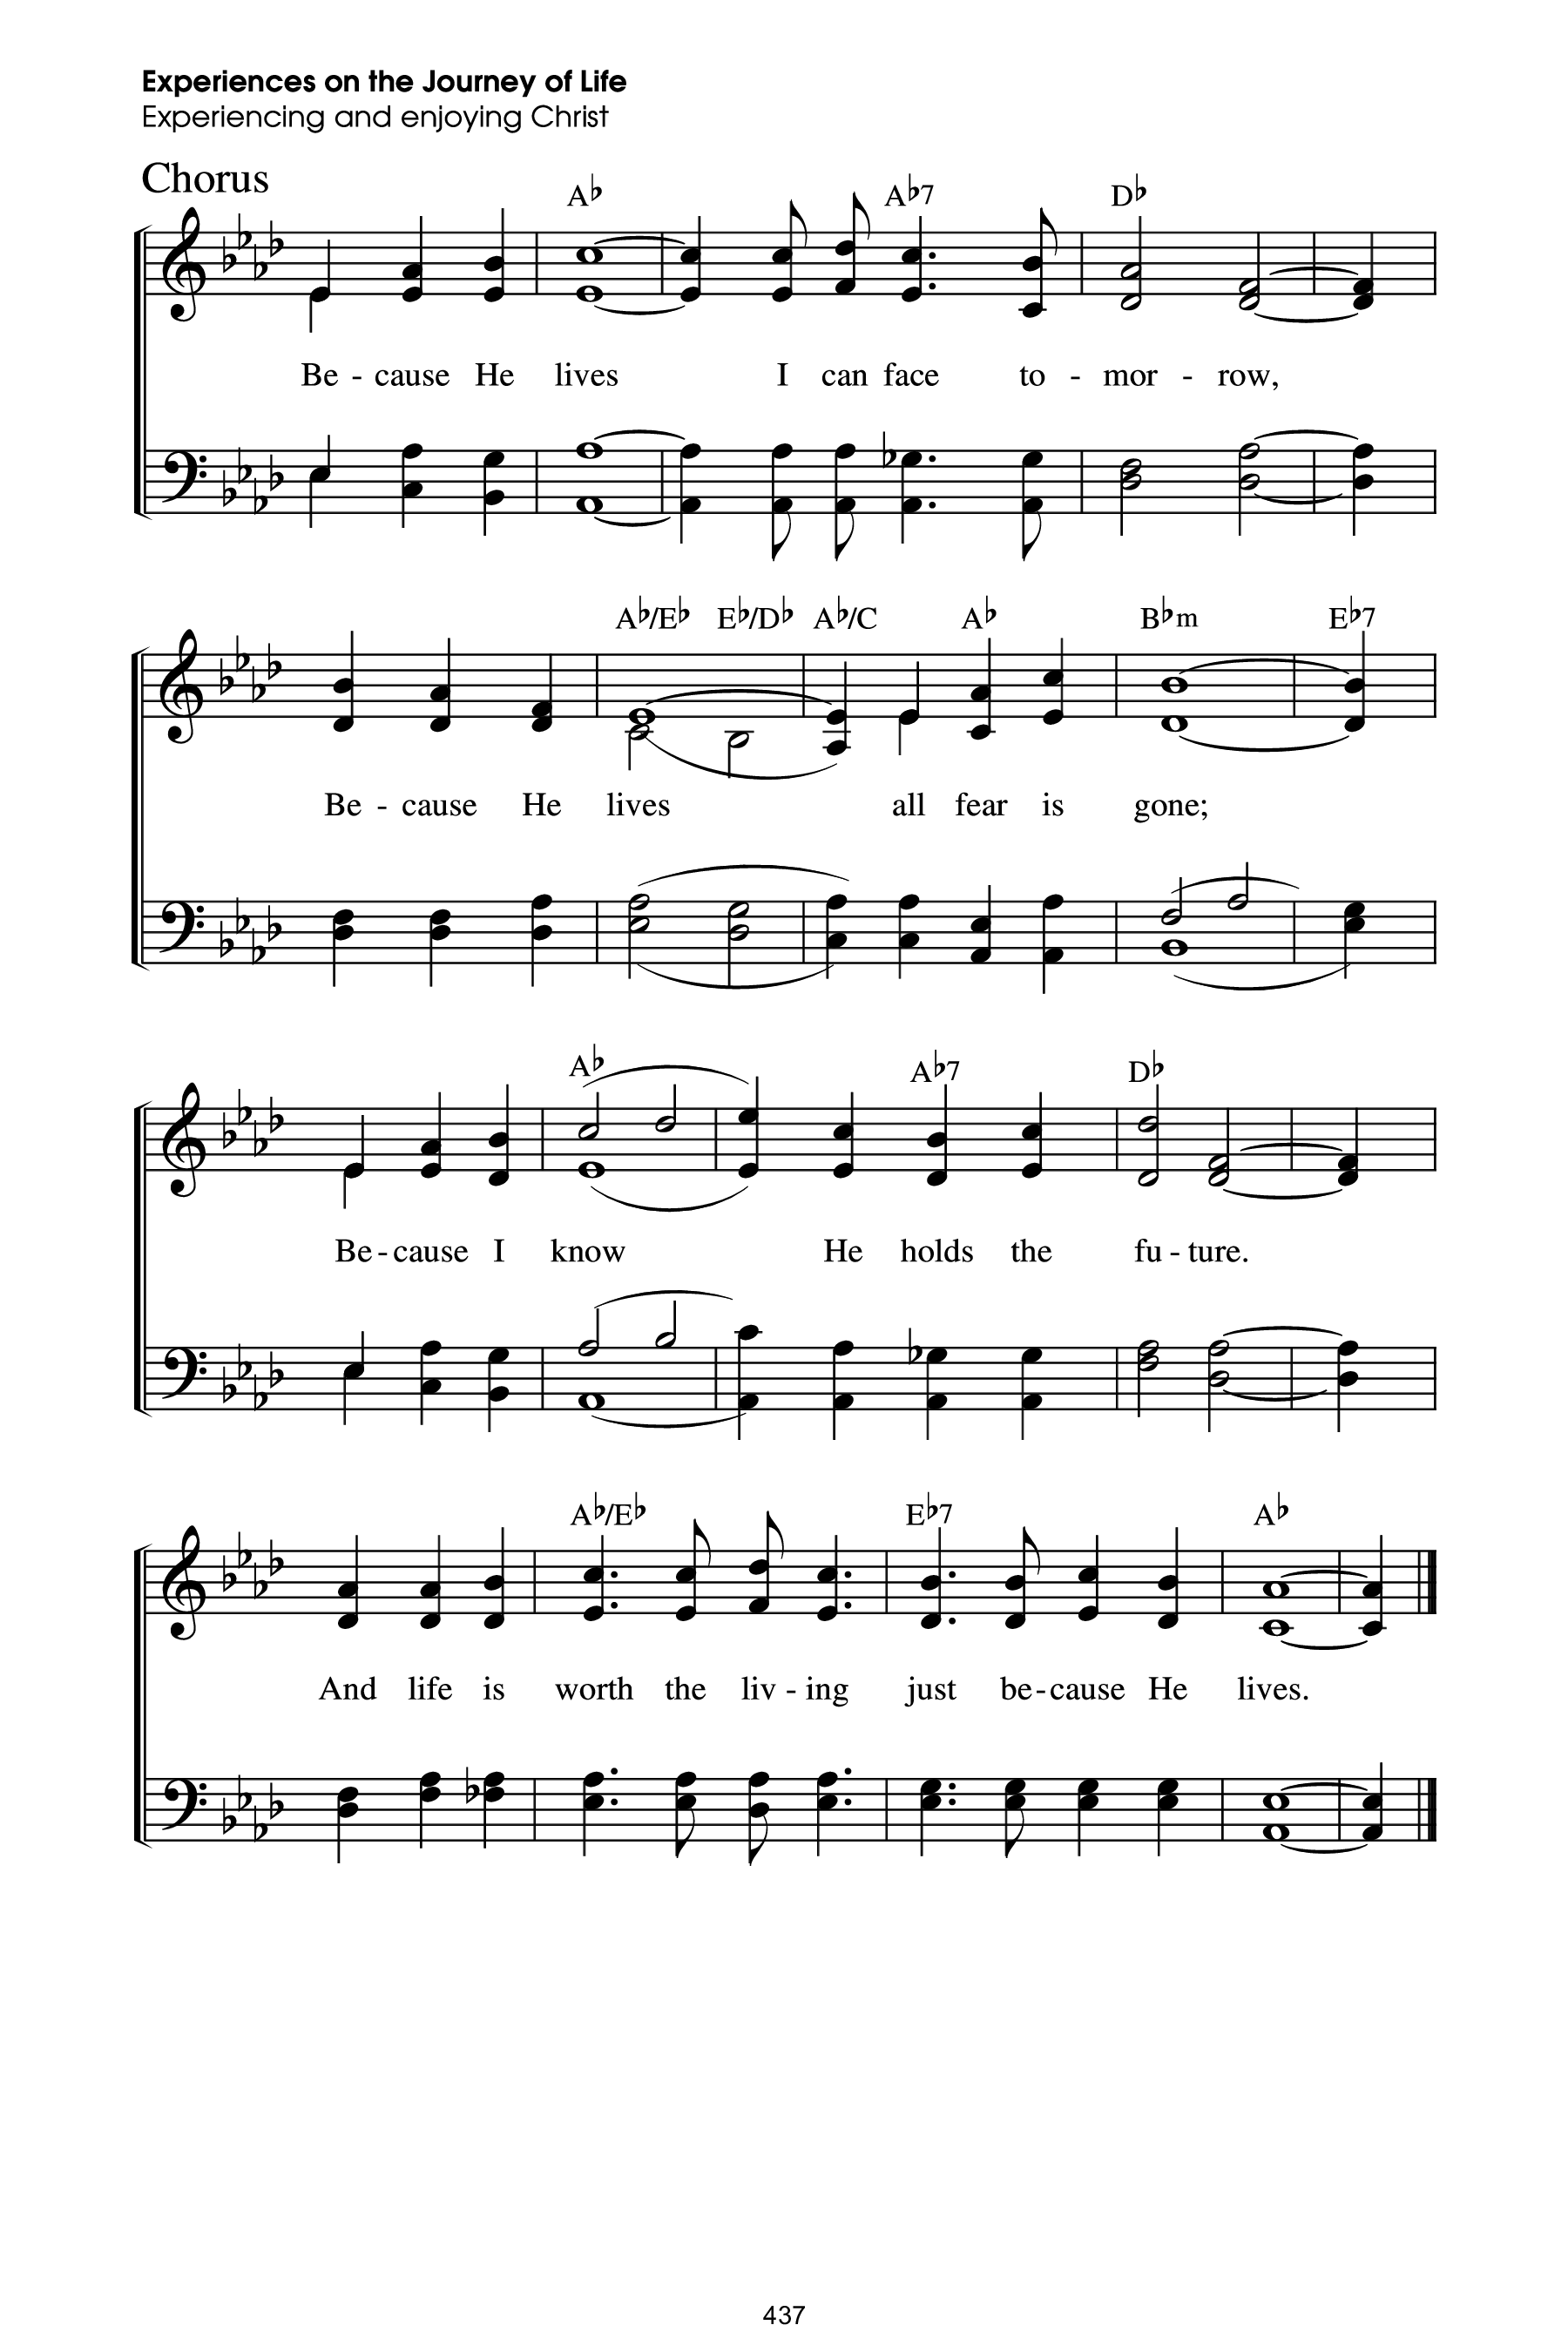 Experiences on the Journey of Life
Experiencing and enjoying Christ
Chorus
A♭ A♭7 D♭
Be - cause He lives I can face to - mor - row,
A♭/E♭ E♭/D♭ A♭/C A♭ B♭m E♭7
Be - cause He lives all fear is gone;
A♭ A♭7 D♭
Be - cause I know He holds the fu - ture.
A♭/E♭ E♭7 A♭
And life is worth the liv - ing just be - cause He lives.
437